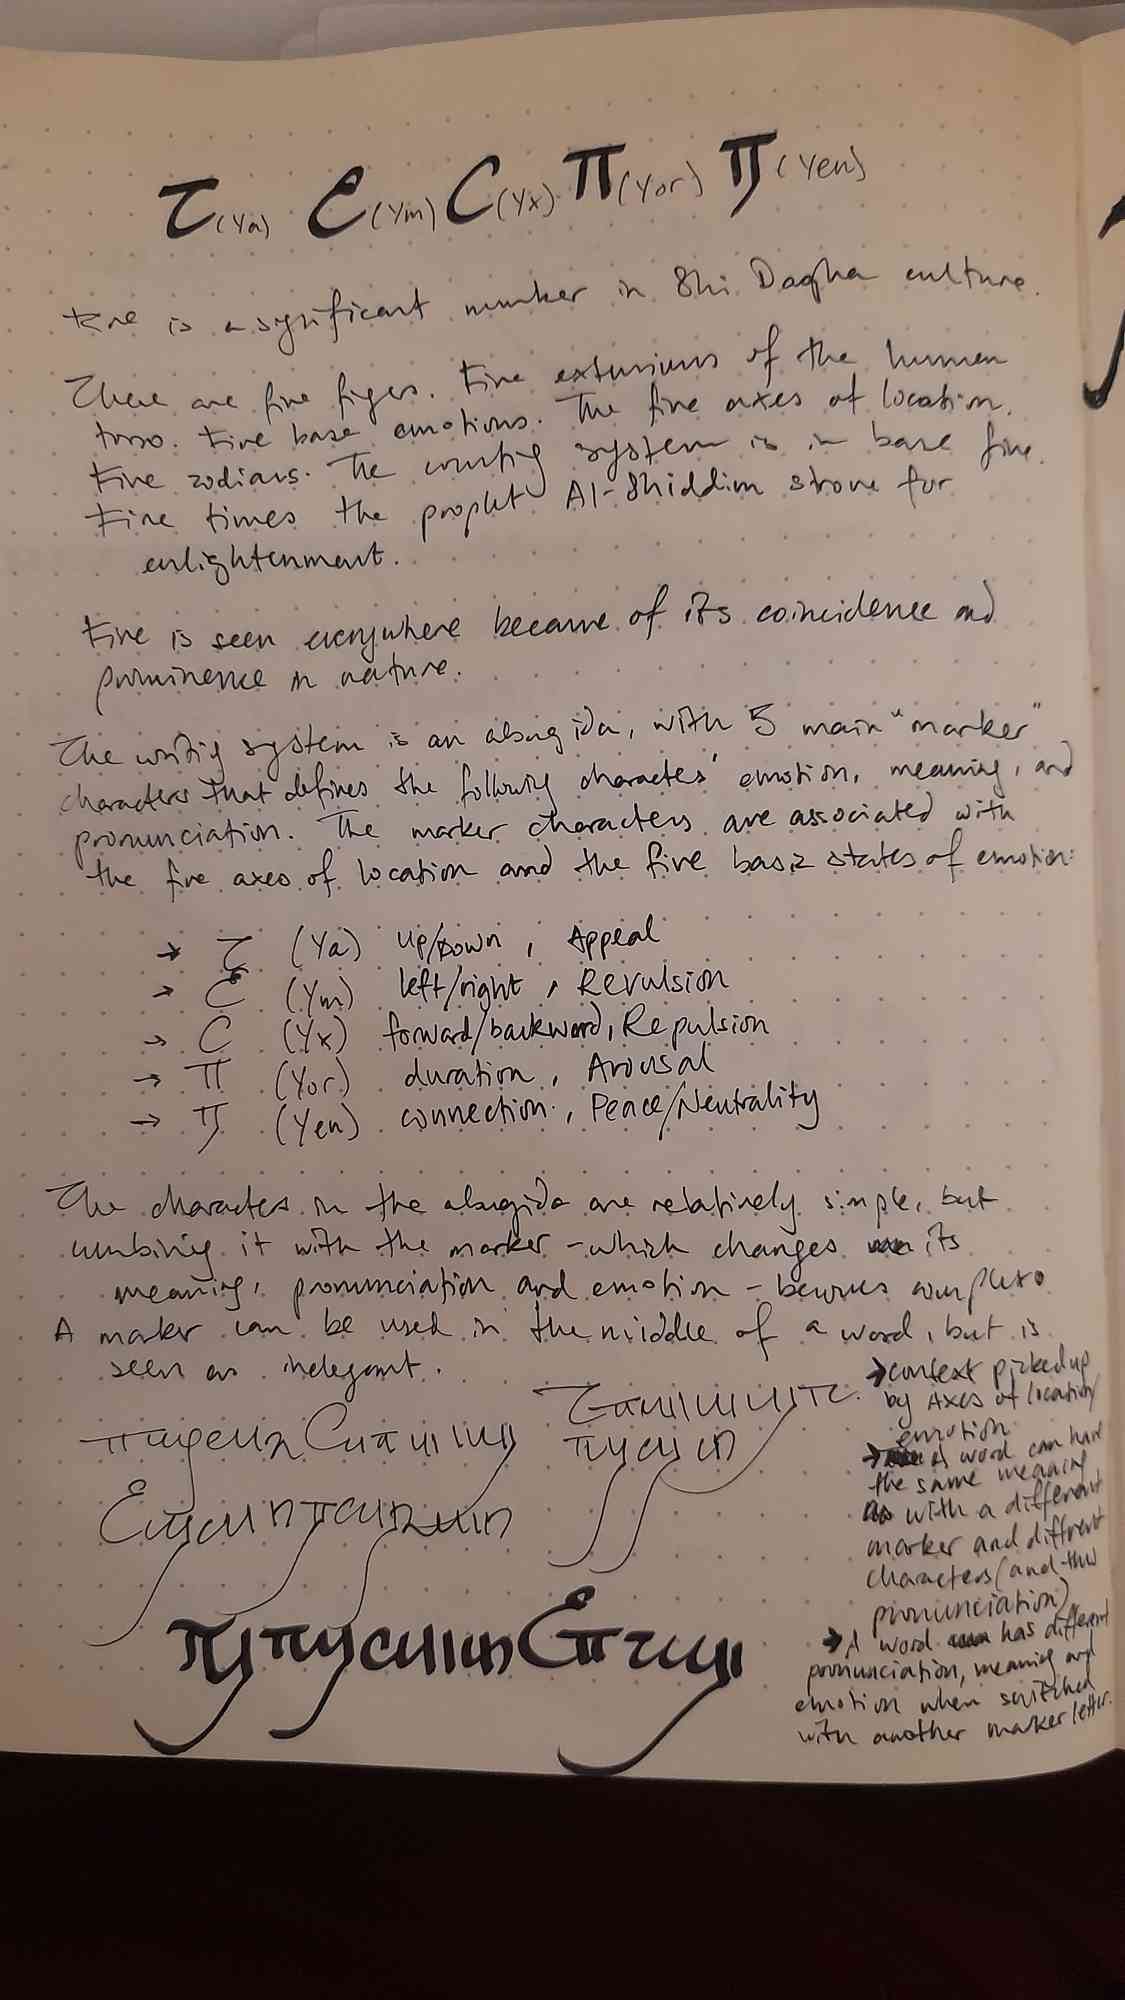 (Ya) (Ym) C (Yx) π (Yor) (Yen)
Five is a significant number in Shi Daqha culture.
There are five figers. Five extensions of the human
torso. Five base emotions. The five axes of location.
Five zodiacs. The counting system is in base five.
Five times the prophet Al-Shiddim strove for
enlightenment.
Five is seen everywhere because of its coincidence and
prominence in nature.
The writing system is an abugida, with 5 main "marker"
characters that defines the following characters' emotion, meaning, and
pronunciation. The marker characters are associated with
the five axes of location and the five basic states of emotion:
→ (Ya) up/down, Appeal
→ (Ym) left/right, Revulsion
→ C (Yx) forward/backward, Repulsion
→ π (Yor) duration, Arousal
→ (Yen) connection, Peace/Neutrality
The characters in the abugida are relatively simple, but
combining it with the marker - which changes its
meaning, pronunciation and emotion - becomes complex.
A marker can be used in the middle of a word, but is
seen as inelegant.
→ context picked up
by Axes of location/
emotion
→ A word can have
the same meaning
with a different
marker and different
characters (and thus
pronunciation)
→ A word has different
pronunciation, meaning and
emotion when switched
with another marker letter.